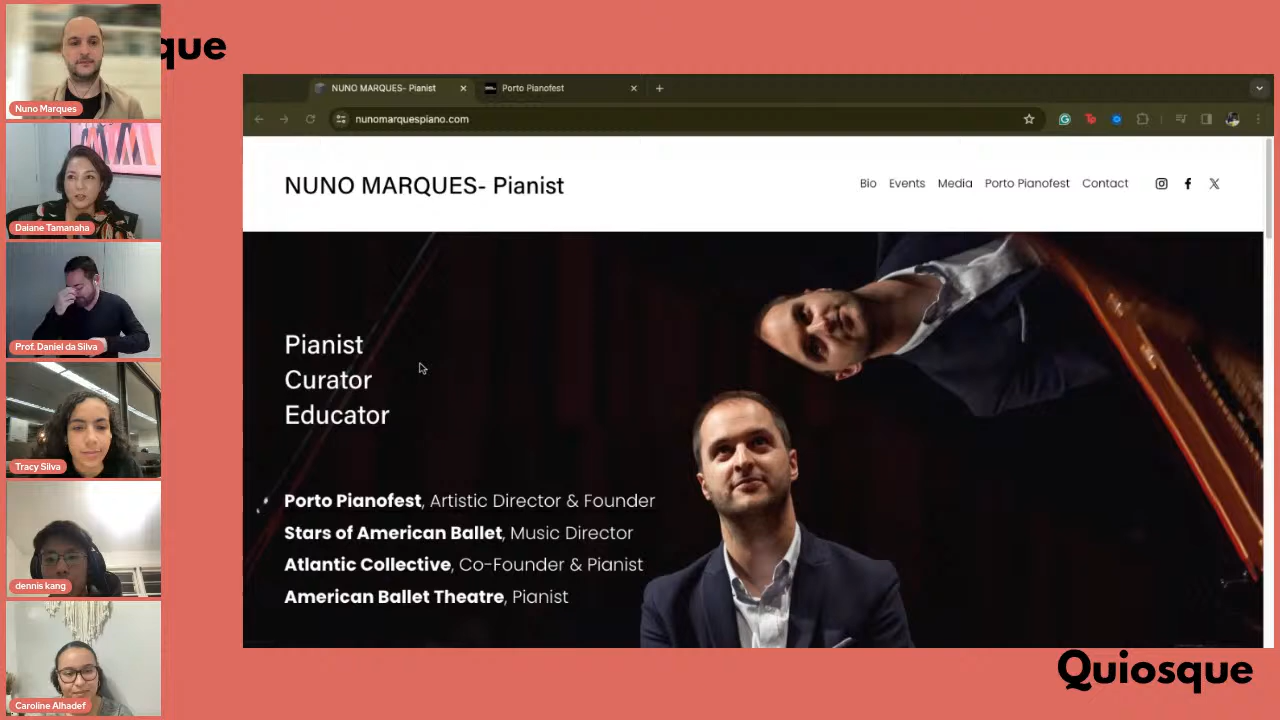 que
Nuno Marques
Daiane Tamanaha
Prof. Daniel da Silva
Tracy Silva
dennis kang
Caroline Alhadef
NUNO MARQUES- Pianist
Porto Pianofest
nunomarquespiano.com
NUNO MARQUES- Pianist
Bio Events Media Porto Pianofest Contact
Pianist
Curator
Educator
Porto Pianofest, Artistic Director & Founder
Stars of American Ballet, Music Director
Atlantic Collective, Co-Founder & Pianist
American Ballet Theatre, Pianist
Quiosque